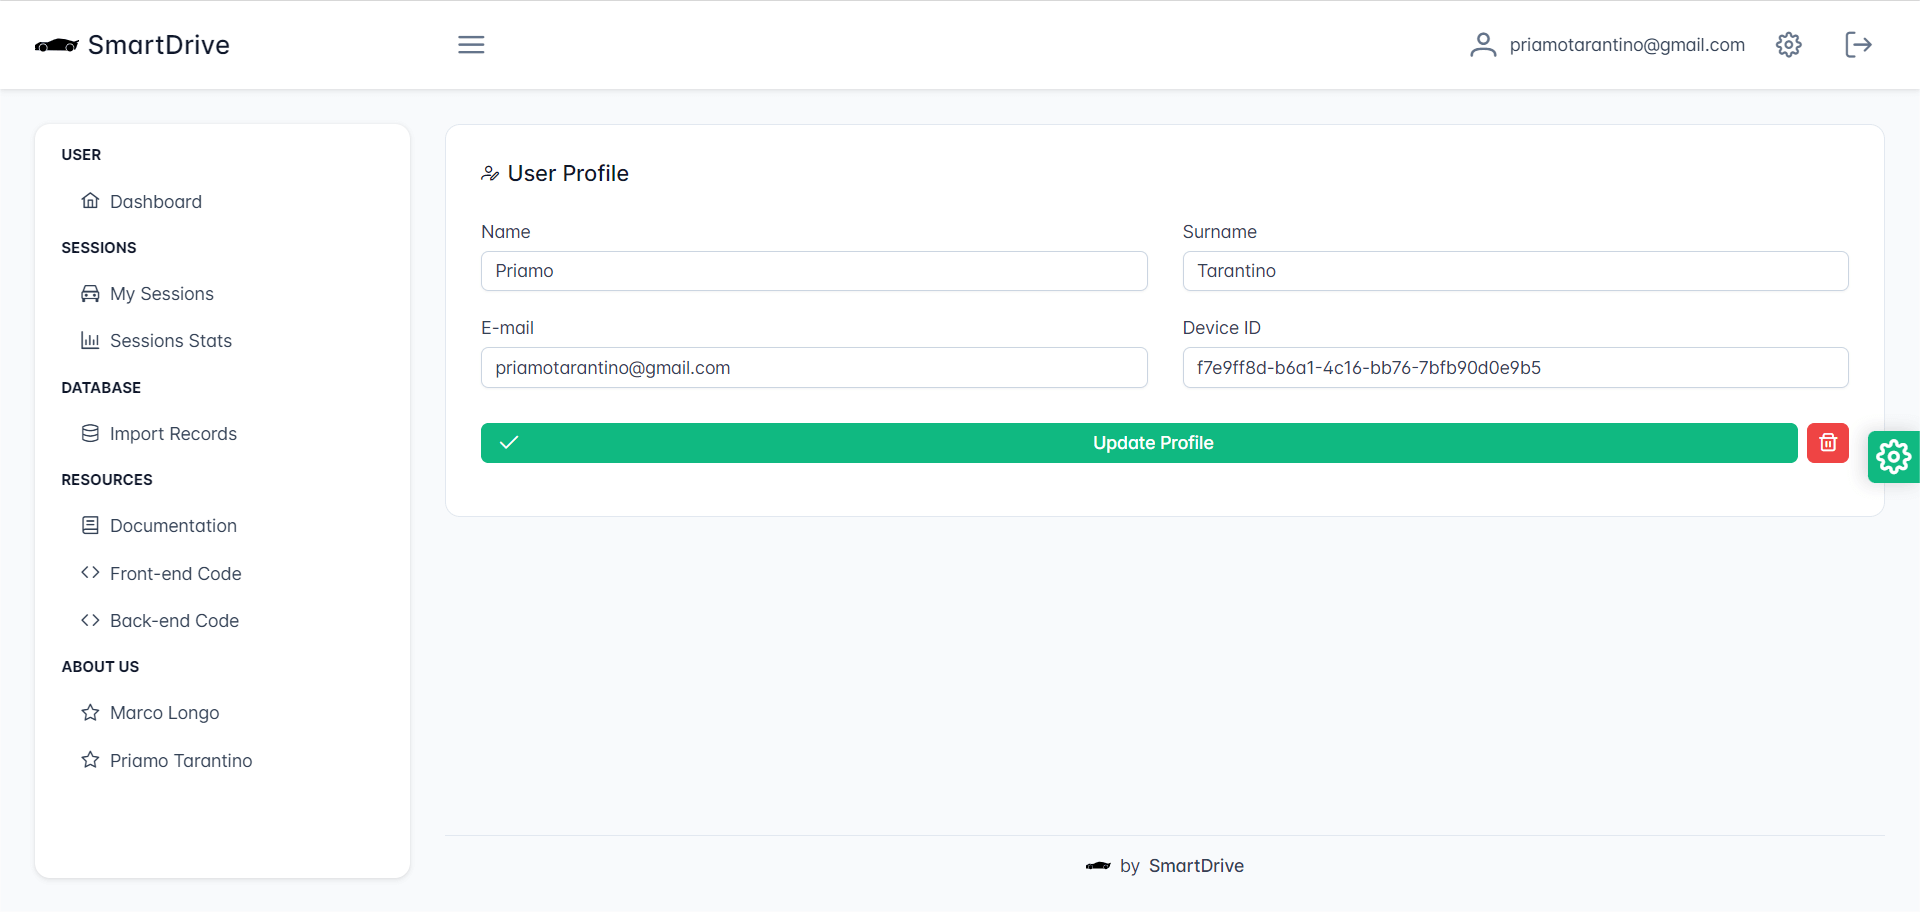 SmartDrive
priamotarantino@gmail.com
USER
Dashboard
SESSIONS
My Sessions
Sessions Stats
DATABASE
Import Records
RESOURCES
Documentation
Front-end Code
Back-end Code
ABOUT US
Marco Longo
Priamo Tarantino
User Profile
Name
Surname
Priamo
Tarantino
E-mail
Device ID
priamotarantino@gmail.com
f7e9ff8d-b6a1-4c16-bb76-7bfb90d0e9b5
Update Profile
by SmartDrive